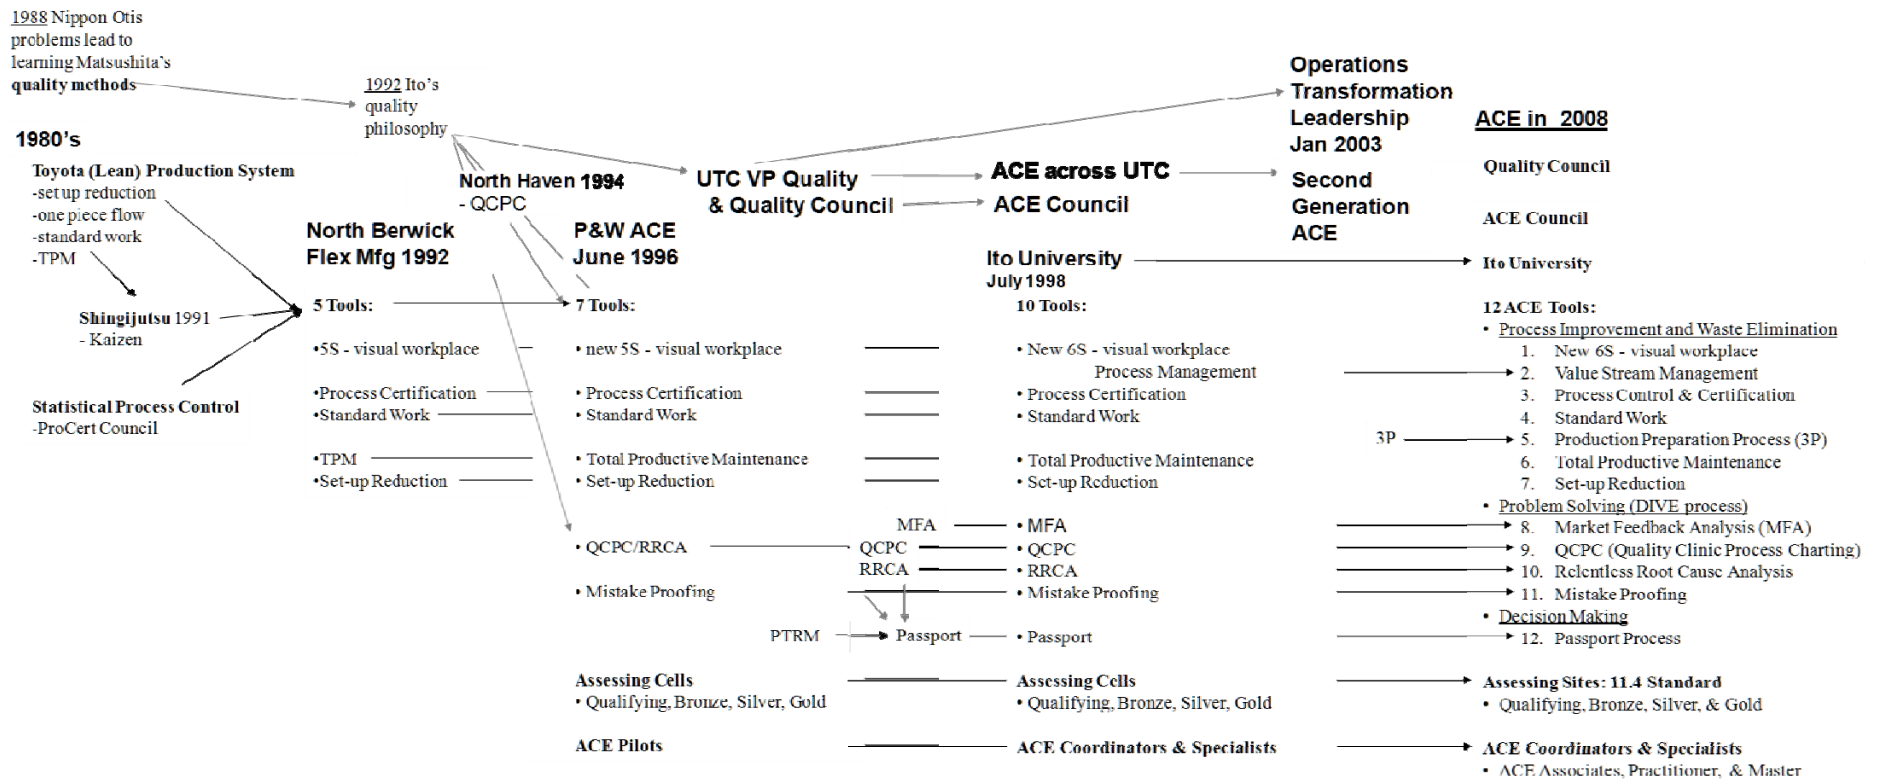 1988 Nippon Otis
problems lead to
learning Matsushita's
quality methods
1992 Ito's
quality
philosophy
1980's
Toyota (Lean) Production System
-set up reduction
-one piece flow
-standard work
-TPM
Shingijutsu 1991
- Kaizen
Statistical Process Control
-ProCert Council
North Berwick
Flex Mfg 1992
5 Tools:
•5S - visual workplace
•Process Certification
•Standard Work
•TPM
•Set-up Reduction
North Haven 1994
- QCPC
P&W ACE
June 1996
7 Tools:
• new 5S - visual workplace
• Process Certification
• Standard Work
• Total Productive Maintenance
• Set-up Reduction
• QCPC/RRCA
• Mistake Proofing
Assessing Cells
• Qualifying, Bronze, Silver, Gold
ACE Pilots
UTC VP Quality
& Quality Council
MFA
QCPC
RRCA
PTRM
Passport
ACE across UTC
ACE Council
Ito University
July 1998
10 Tools:
• New 6S - visual workplace
Process Management
• Process Certification
• Standard Work
• Total Productive Maintenance
• Set-up Reduction
• MFA
• QCPC
• RRCA
• Mistake Proofing
• Passport
Assessing Cells
• Qualifying, Bronze, Silver, Gold
ACE Coordinators & Specialists
Operations
Transformation
Leadership
Jan 2003
Second
Generation
ACE
3P
ACE in 2008
Quality Council
ACE Council
Ito University
12 ACE Tools:
• Process Improvement and Waste Elimination
1. New 6S - visual workplace
2. Value Stream Management
3. Process Control & Certification
4. Standard Work
5. Production Preparation Process (3P)
6. Total Productive Maintenance
7. Set-up Reduction
• Problem Solving (DIVE process)
8. Market Feedback Analysis (MFA)
9. QCPC (Quality Clinic Process Charting)
10. Relentless Root Cause Analysis
11. Mistake Proofing
• Decision Making
12. Passport Process
Assessing Sites: 11.4 Standard
• Qualifying, Bronze, Silver, & Gold
ACE Coordinators & Specialists
• ACE Associates, Practitioner, & Master